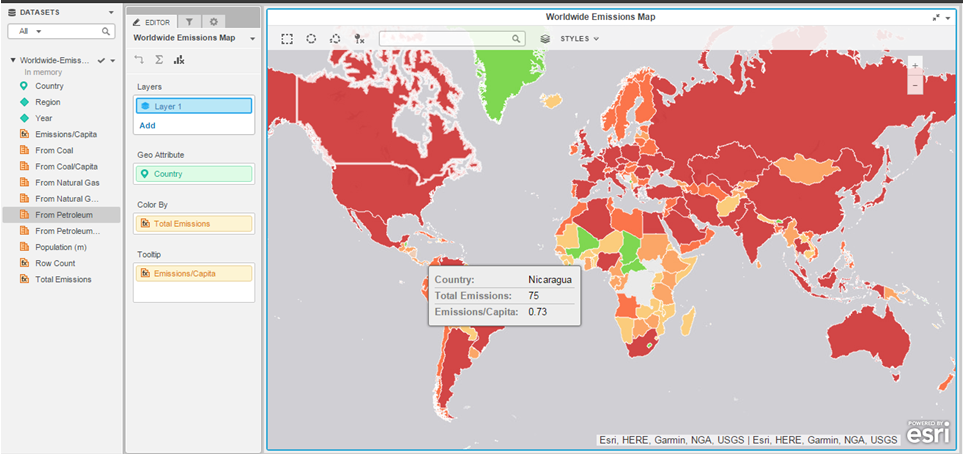 DATASETS
All
Worldwide-Emiss...
In memory
Country
Region
Year
Emissions/Capita
From Coal
From Coal/Capita
From Natural Gas
From Natural G...
From Petroleum
From Petroleum...
Population (m)
Row Count
Total Emissions
EDITOR
Worldwide Emissions Map
Layers
Layer 1
Add
Geo Attribute
Country
Color By
Total Emissions
Tooltip
Emissions/Capita
Worldwide Emissions Map
STYLES
+
−
Country: Nicaragua
Total Emissions: 75
Emissions/Capita: 0.73
POWERED BY
esri
Esri, HERE, Garmin, NGA, USGS | Esri, HERE, Garmin, NGA, USGS